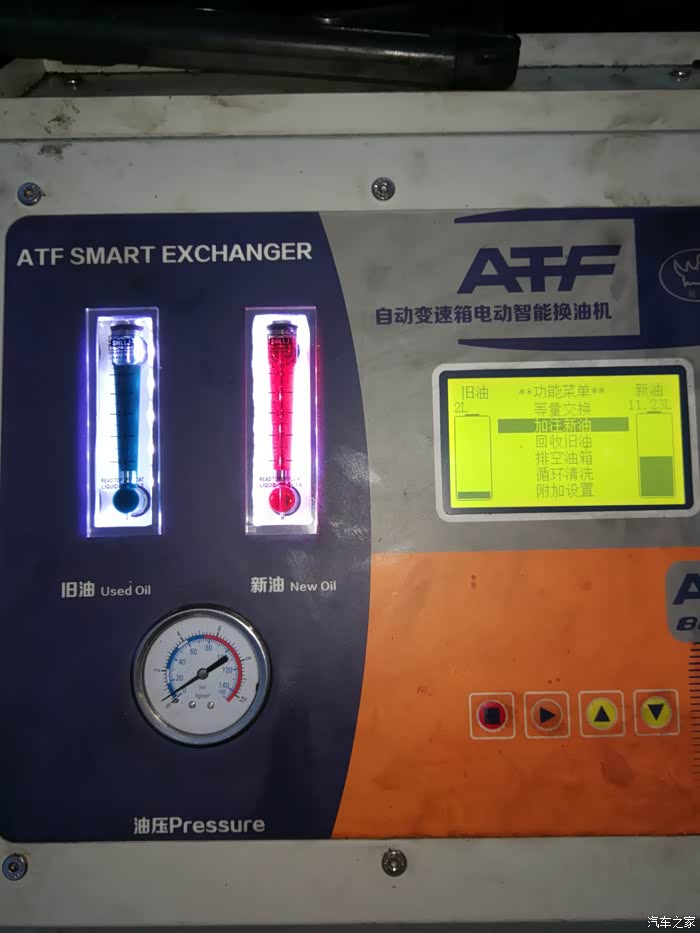 ATF SMART EXCHANGER
ATF
自动变速箱电动智能换油机
旧油
2L
**功能菜单**
等量交换
加注新油
回收旧油
排空油箱
循环清洗
附加设置
新油
11.23L
旧油 Used Oil
新油 New Oil
油压Pressure
汽车之家